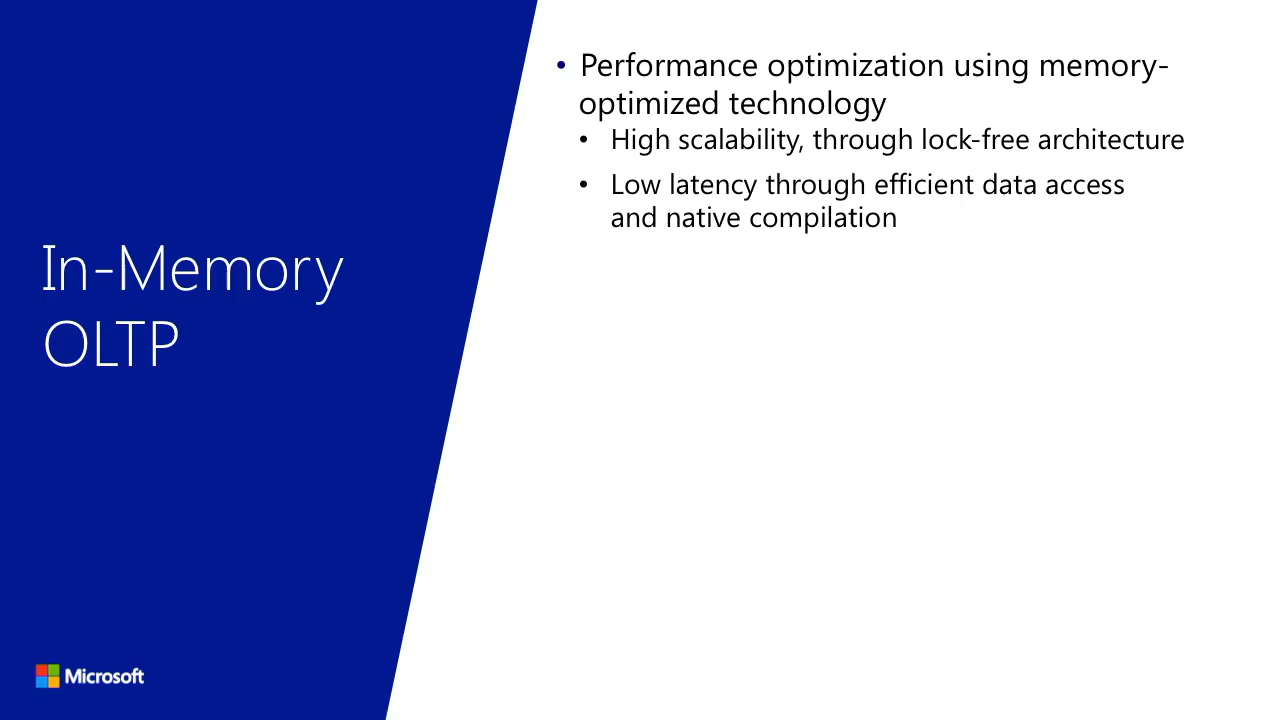 In-Memory
OLTP
• Performance optimization using memory-
optimized technology
• High scalability, through lock-free architecture
• Low latency through efficient data access
and native compilation
Microsoft